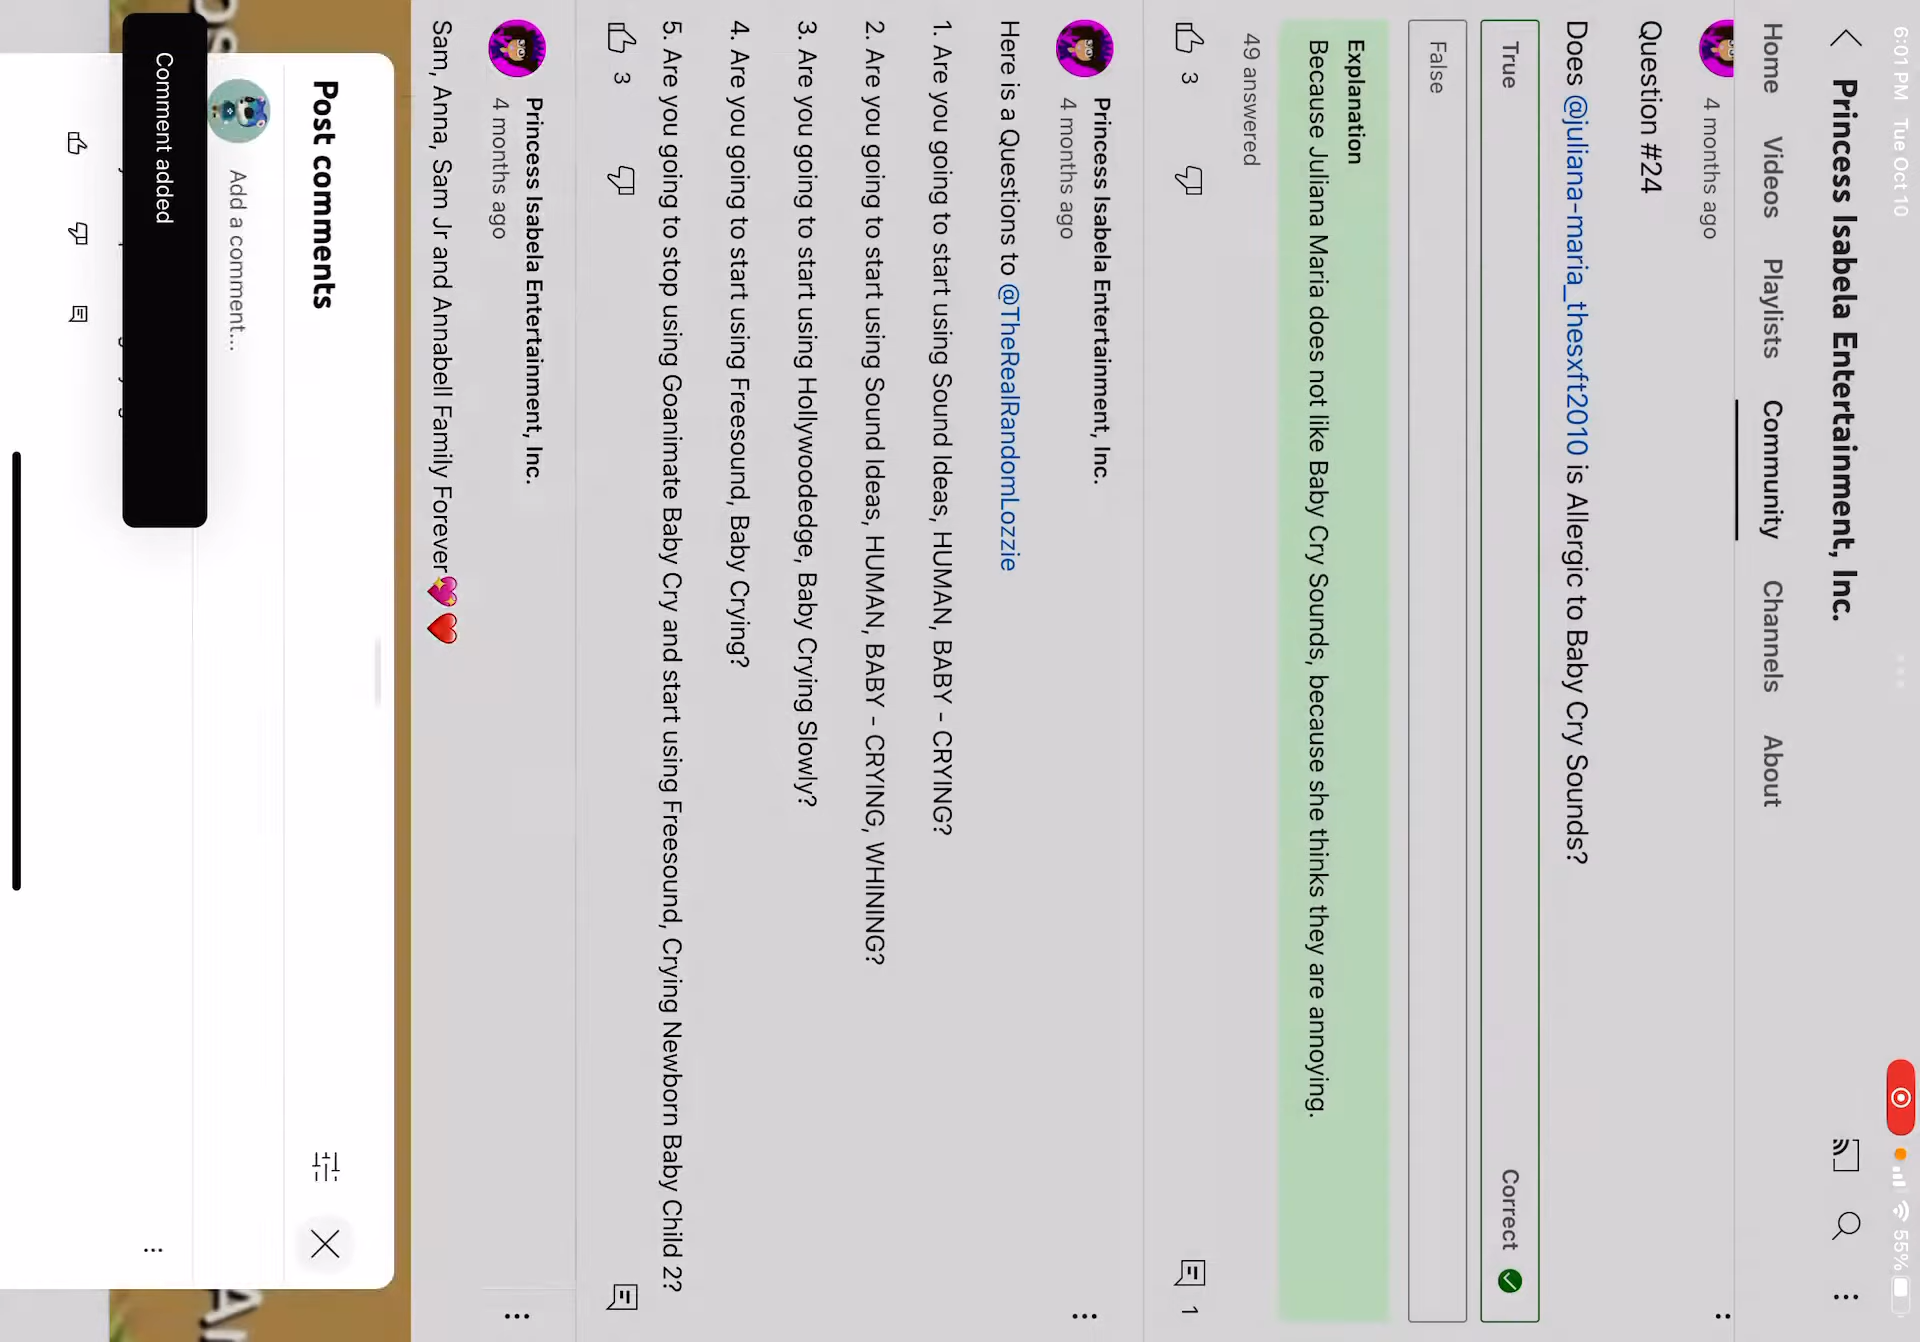 6:01 PM Tue Oct 10
55%
Princess Isabela Entertainment, Inc.
Home Videos Playlists Community Channels About
4 months ago
Question #24
Does @juliana-maria_thesxft2010 is Allergic to Baby Cry Sounds?
True Correct
False
Explanation
Because Juliana Maria does not like Baby Cry Sounds, because she thinks they are annoying.
49 answered
3 1
Princess Isabela Entertainment, Inc.
4 months ago
Here is a Questions to @TheRealRandomLozzie
1. Are you going to start using Sound Ideas, HUMAN, BABY - CRYING?
2. Are you going to start using Sound Ideas, HUMAN, BABY - CRYING, WHINING?
3. Are you going to start using Hollywoodedge, Baby Crying Slowly?
4. Are you going to start using Freesound, Baby Crying?
5. Are you going to stop using Goanimate Baby Cry and start using Freesound, Crying Newborn Baby Child 2?
3
Princess Isabela Entertainment, Inc.
4 months ago
Sam, Anna, Sam Jr and Annabell Family Forever💖❤️
Post comments
Add a comment...
Comment added